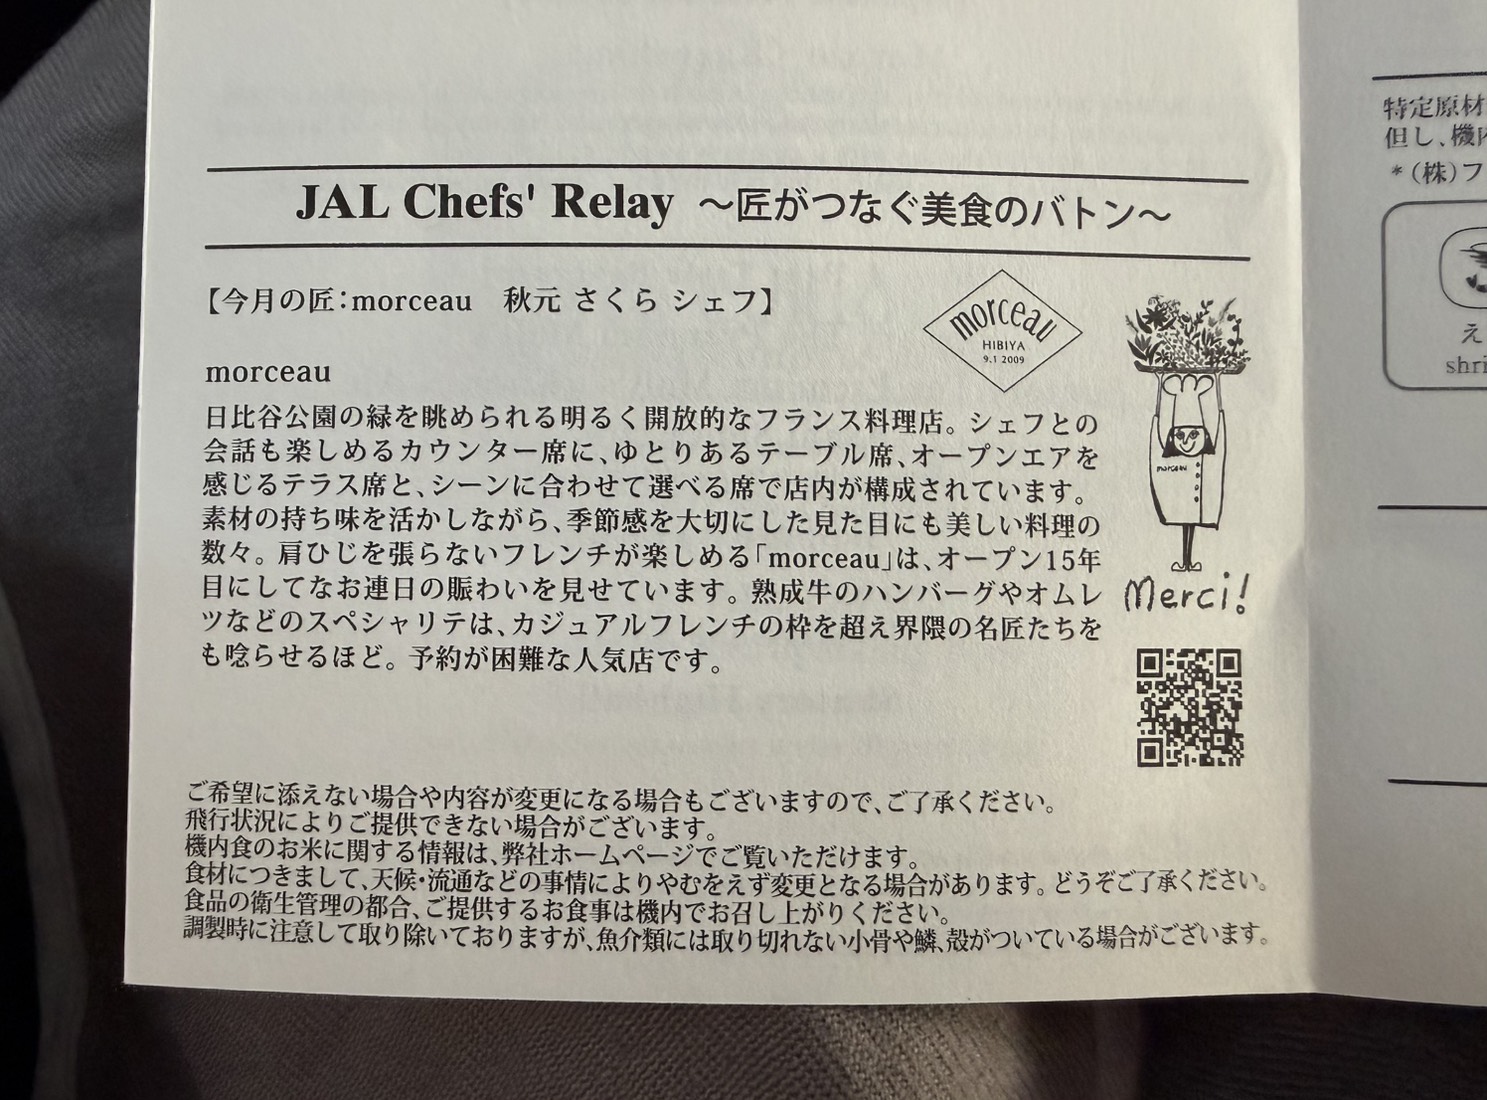 JAL Chefs' Relay ～匠がつなぐ美食のバトン～
【今月の匠：morceau　秋元 さくら シェフ】
morceau
HIBIYA
9.1 2009
morceau
日比谷公園の緑を眺められる明るく開放的なフランス料理店。シェフとの
会話も楽しめるカウンター席に、ゆとりあるテーブル席、オープンエアを
感じるテラス席と、シーンに合わせて選べる席で店内が構成されています。
素材の持ち味を活かしながら、季節感を大切にした見た目にも美しい料理の
数々。肩ひじを張らないフレンチが楽しめる「morceau」は、オープン15年
目にしてなお連日の賑わいを見せています。熟成牛のハンバーグやオムレ
ツなどのスペシャリテは、カジュアルフレンチの枠を超え界隈の名匠たちを
も唸らせるほど。予約が困難な人気店です。
morceau
Merci!
ご希望に添えない場合や内容が変更になる場合もございますので、ご了承ください。
飛行状況によりご提供できない場合がございます。
機内食のお米に関する情報は、弊社ホームページでご覧いただけます。
食材につきまして、天候・流通などの事情によりやむをえず変更となる場合があります。どうぞご了承ください。
食品の衛生管理の都合、ご提供するお食事は機内でお召し上がりください。
調製時に注意して取り除いておりますが、魚介類には取り切れない小骨や鱗、殻がついている場合がございます。
特定原材
但し、機内
*（株）フ
え
shri